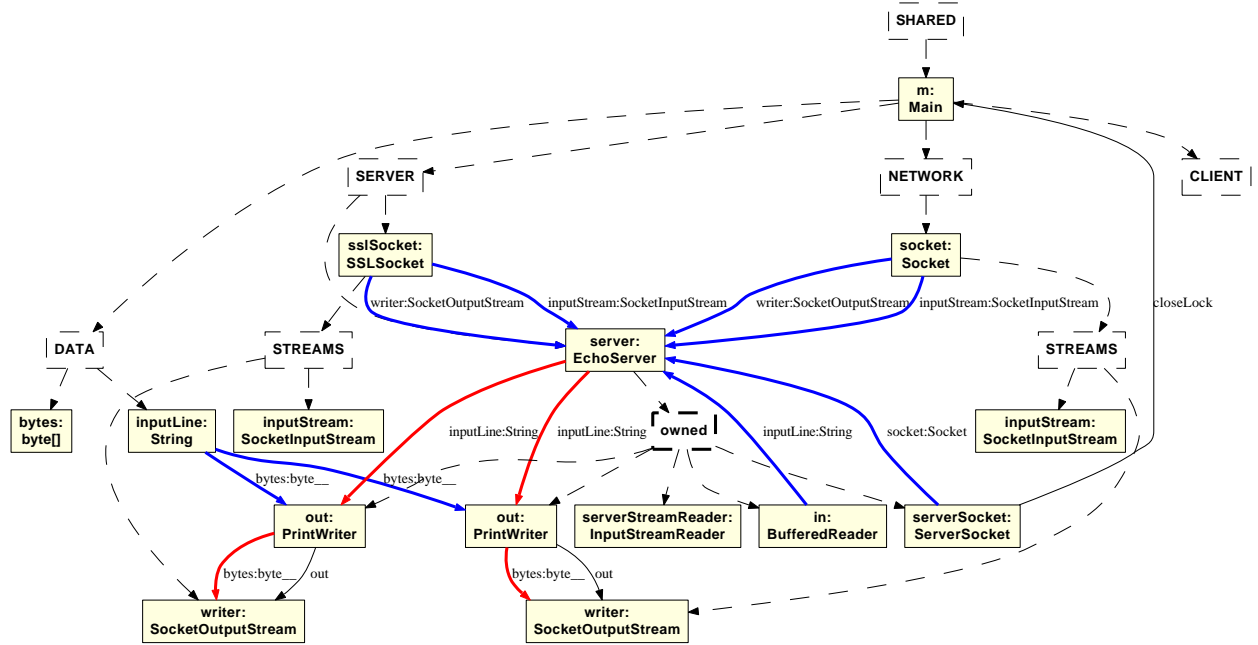 SHARED
m:
Main
SERVER
NETWORK
CLIENT
sslSocket:
SSLSocket
socket:
Socket
writer:SocketOutputStream
inputStream:SocketInputStream
writer:SocketOutputStream
inputStream:SocketInputStream
closeLock
DATA
STREAMS
server:
EchoServer
STREAMS
bytes:
byte[]
inputLine:
String
inputStream:
SocketInputStream
inputLine:String
inputLine:String
owned
inputLine:String
socket:Socket
inputStream:
SocketInputStream
bytes:byte__
bytes:byte__
out:
PrintWriter
out:
PrintWriter
serverStreamReader:
InputStreamReader
in:
BufferedReader
serverSocket:
ServerSocket
bytes:byte__
out
bytes:byte__
out
writer:
SocketOutputStream
writer:
SocketOutputStream